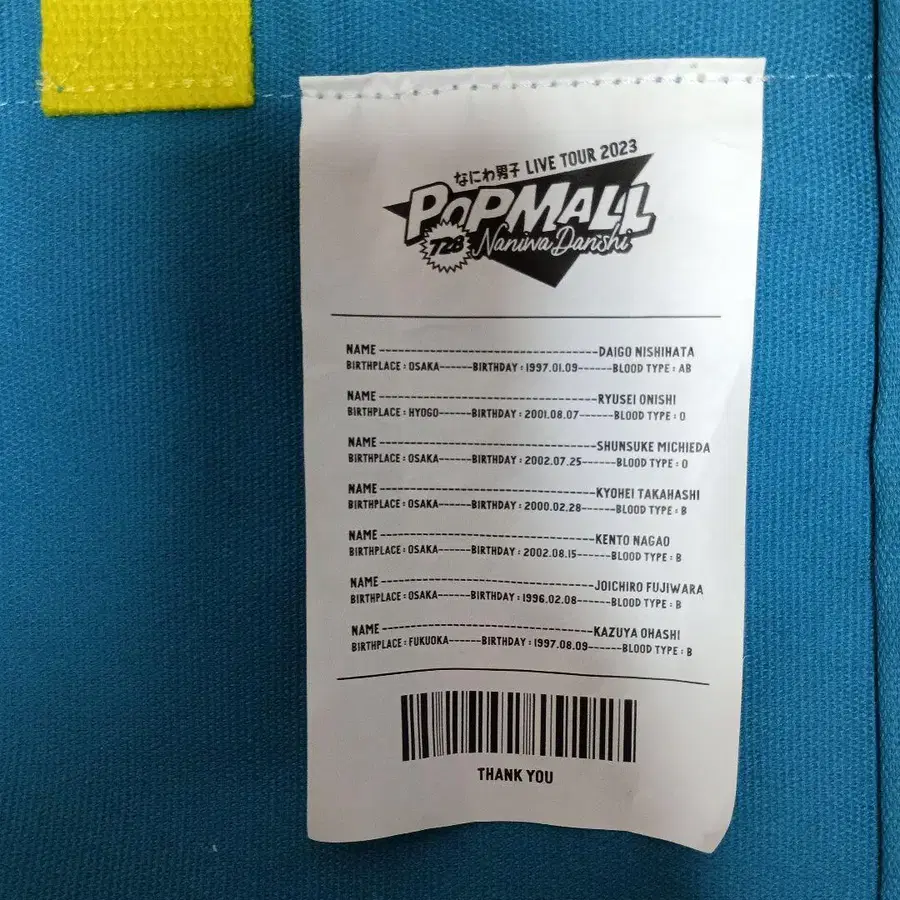 なにわ男子 LIVE TOUR 2023
POPMALL
728 Naniwa Danshi
NAME --------------------------------DAIGO NISHIHATA
BIRTHPLACE : OSAKA------BIRTHDAY : 1997.01.09------BLOOD TYPE : AB
NAME --------------------------------RYUSEI ONISHI
BIRTHPLACE : HYOGO------BIRTHDAY : 2001.08.07------BLOOD TYPE : O
NAME --------------------------------SHUNSUKE MICHIEDA
BIRTHPLACE : OSAKA------BIRTHDAY : 2002.07.25------BLOOD TYPE : O
NAME --------------------------------KYOHEI TAKAHASHI
BIRTHPLACE : OSAKA------BIRTHDAY : 2000.02.28------BLOOD TYPE : B
NAME --------------------------------KENTO NAGAO
BIRTHPLACE : OSAKA------BIRTHDAY : 2002.08.15------BLOOD TYPE : B
NAME --------------------------------JOICHIRO FUJIWARA
BIRTHPLACE : OSAKA------BIRTHDAY : 1996.02.08------BLOOD TYPE : B
NAME --------------------------------KAZUYA OHASHI
BIRTHPLACE : FUKUOKA------BIRTHDAY : 1997.08.09------BLOOD TYPE : B
THANK YOU